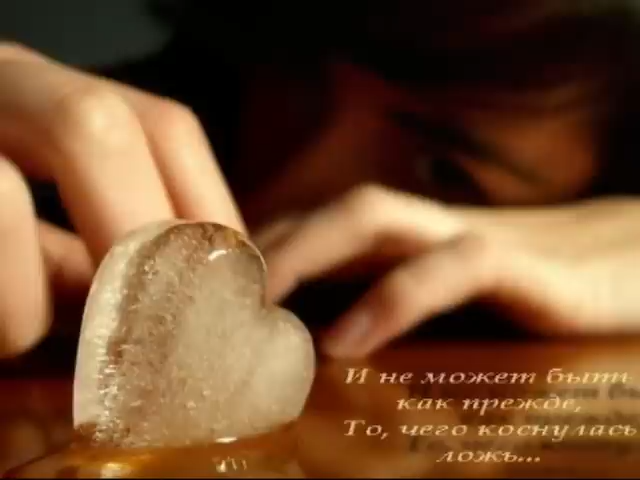 И не может быть
как прежде,
То, чего коснулась
ложь...